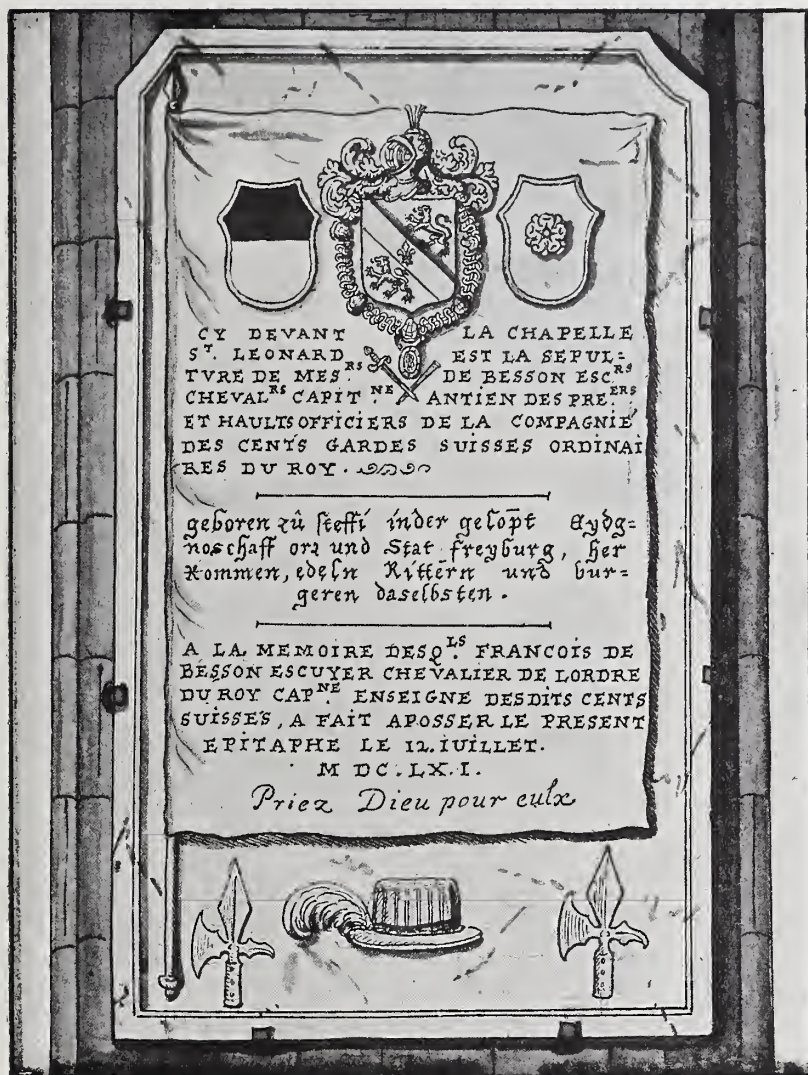 CY DEVANT LA CHAPELLE
Sᵀ. LEONARD EST LA SEPUL=
TVRE DE MESᴿˢ. DE BESSON ESCᴿˢ
CHEVALᴿˢ CAPITᴺᴱ. ANTIEN DES PREᴱᴿˢ
ET HAULTS OFFICIERS DE LA COMPAGNIE
DES CENTS GARDES SUISSES ORDINAI
RES DU ROY.
geboren zů steffi in der gelopt Eydg=
noschafft ort und Stat freyburg, her
kommen, edeln Rittern und bur=
geren daselbsten.
A LA MEMOIRE DESQᴸˢ. FRANCOIS DE
BESSON ESCUYER CHEVALIER DE LORDRE
DU ROY CAPᴺᴱ. ENSEIGNE DESDITS CENTS
SUISSES, A FAIT APOSSER LE PRESENT
EPITAPHE LE 12. IUILLET.
M DC. LX. I.
Priez Dieu pour eulx